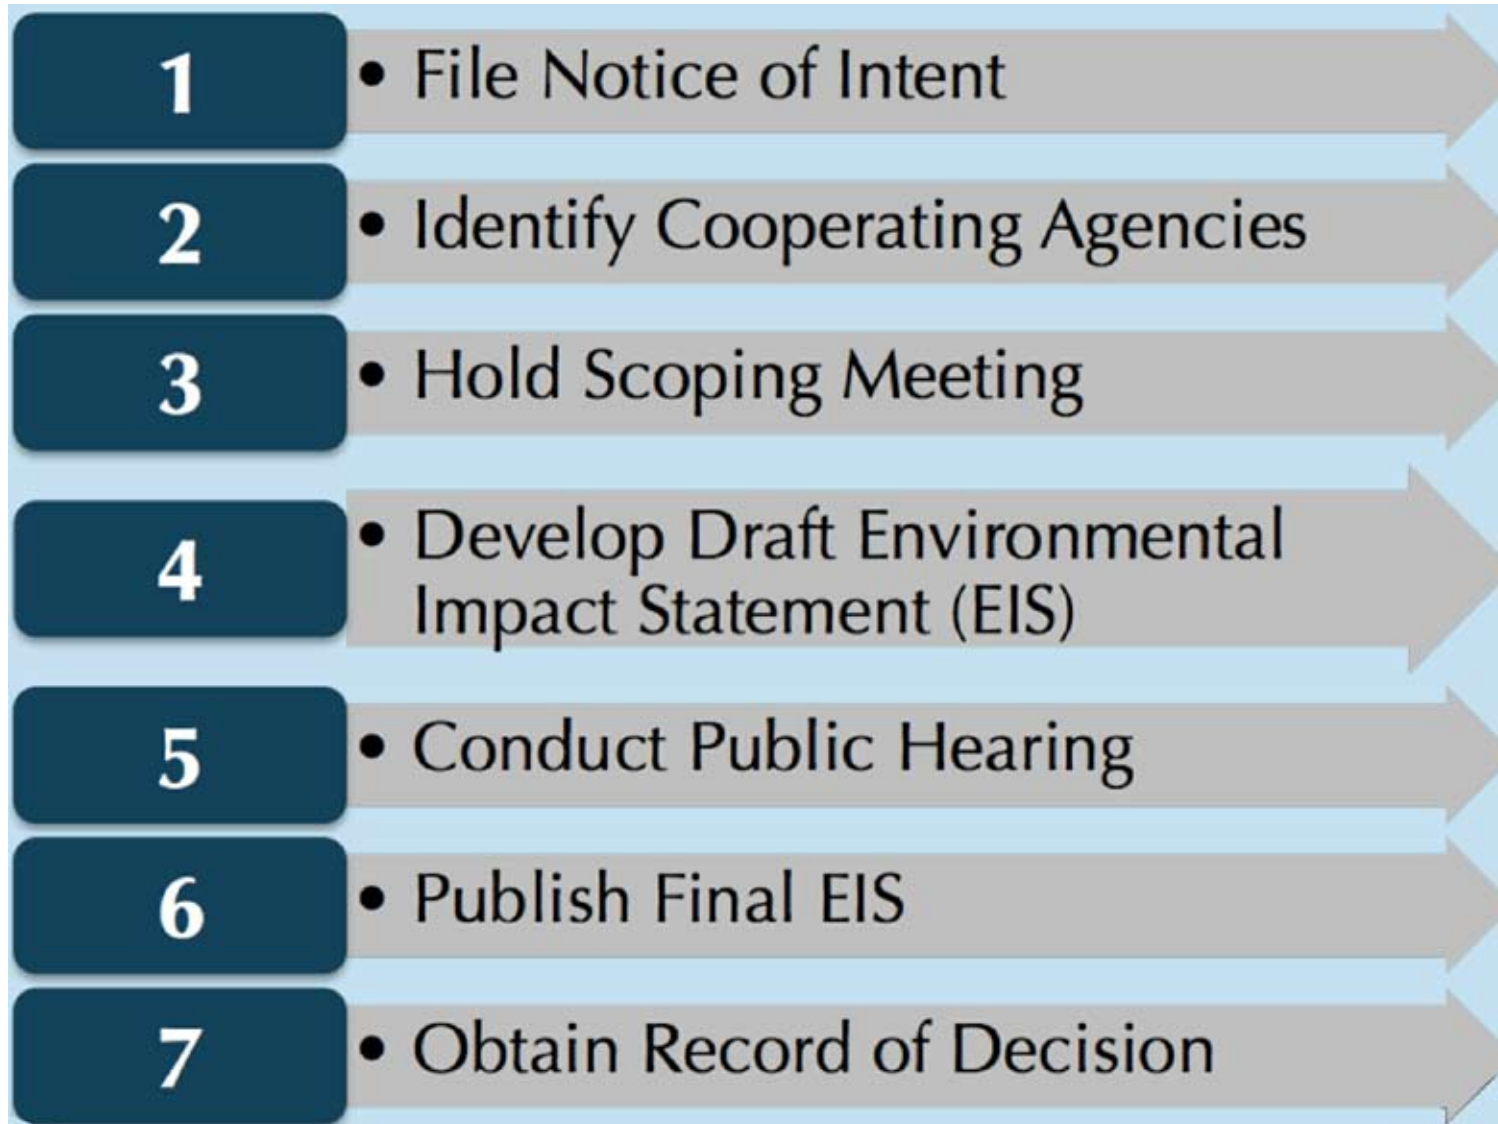 1
• File Notice of Intent
2
• Identify Cooperating Agencies
3
• Hold Scoping Meeting
4
• Develop Draft Environmental
Impact Statement (EIS)
5
• Conduct Public Hearing
6
• Publish Final EIS
7
• Obtain Record of Decision